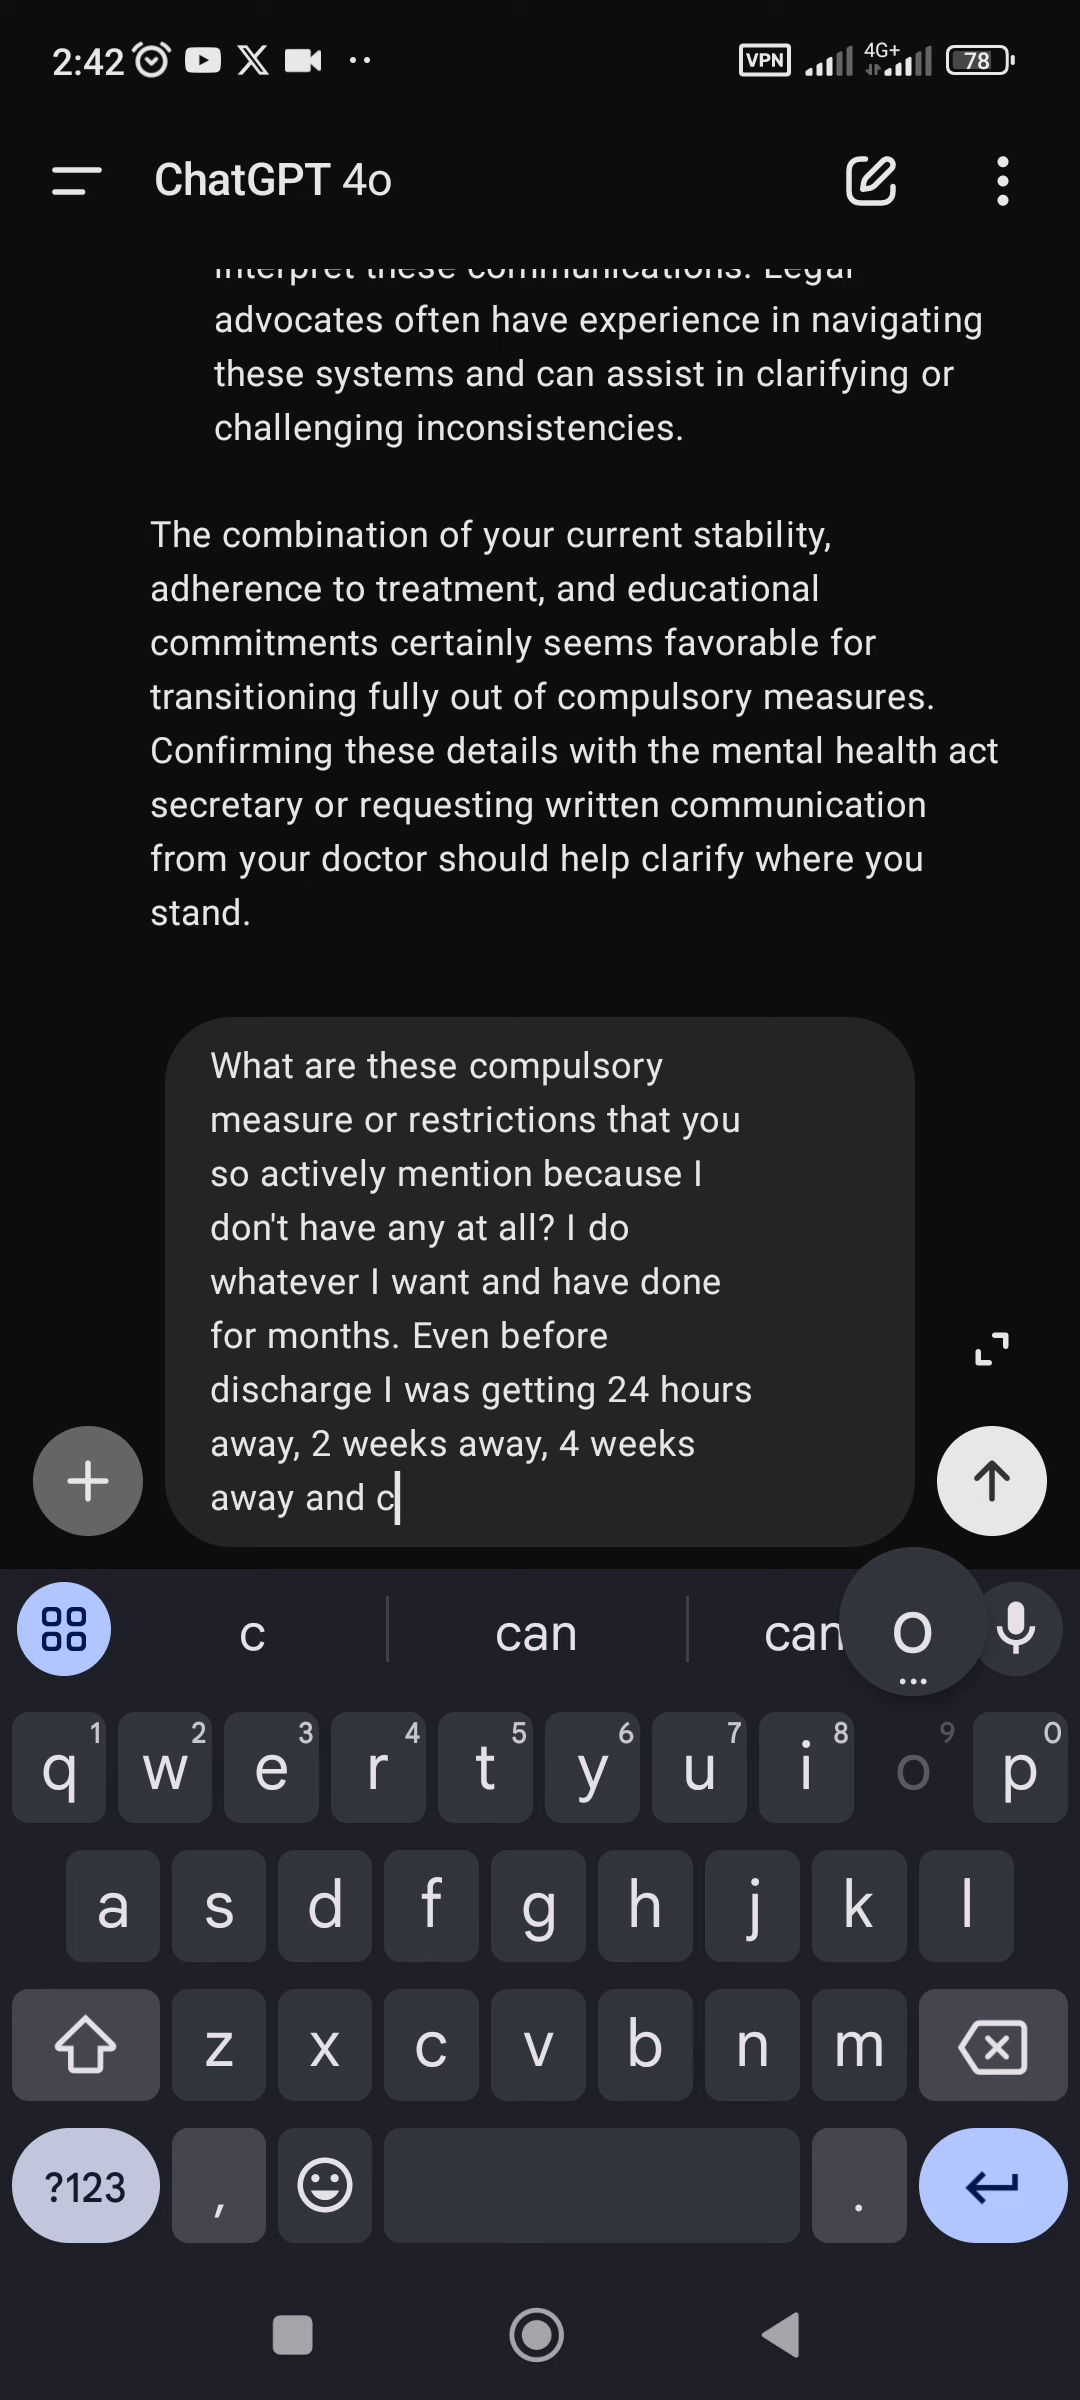 2:42
VPN
4G+
78
ChatGPT 4o
interpret these communications. Legal
advocates often have experience in navigating
these systems and can assist in clarifying or
challenging inconsistencies.
The combination of your current stability,
adherence to treatment, and educational
commitments certainly seems favorable for
transitioning fully out of compulsory measures.
Confirming these details with the mental health act
secretary or requesting written communication
from your doctor should help clarify where you
stand.
What are these compulsory
measure or restrictions that you
so actively mention because I
don't have any at all? I do
whatever I want and have done
for months. Even before
discharge I was getting 24 hours
away, 2 weeks away, 4 weeks
away and c
c can can o
1 2 3 4 5 6 7 8 9 0
q w e r t y u i o p
a s d f g h j k l
z x c v b n m
?123 , .